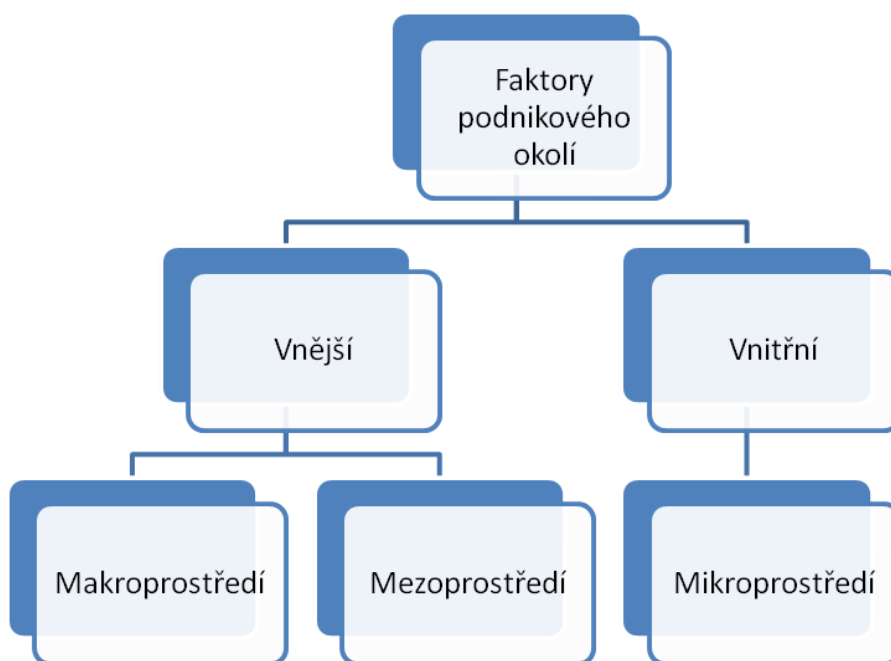 Faktory
podnikového
okolí
Vnější
Vnitřní
Makroprostředí
Mezoprostředí
Mikroprostředí